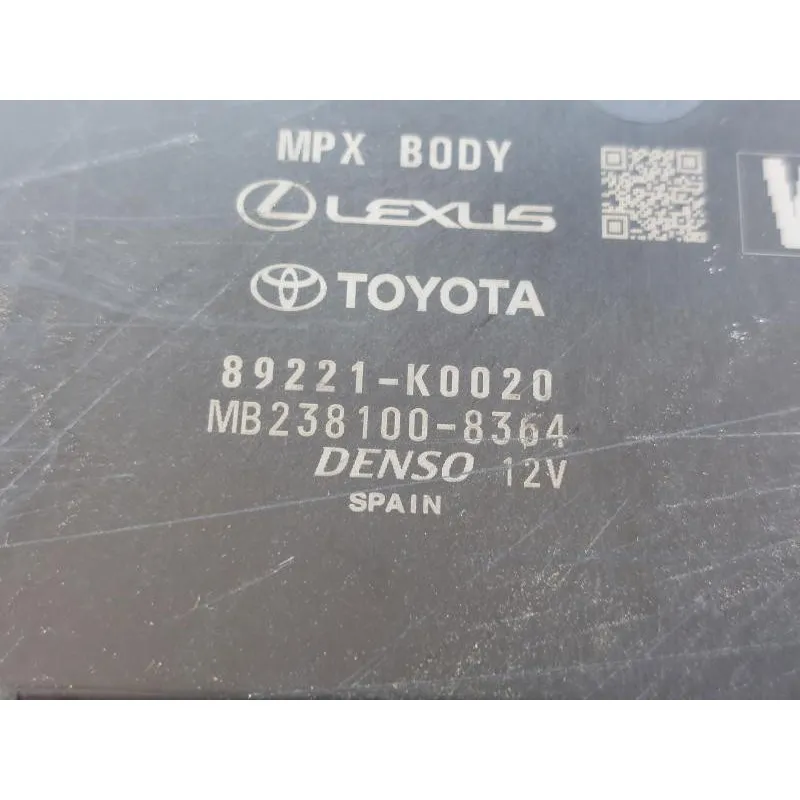 MPX BODY
LEXUS
TOYOTA
89221-K0020
MB238100-8364
DENSO 12V
SPAIN